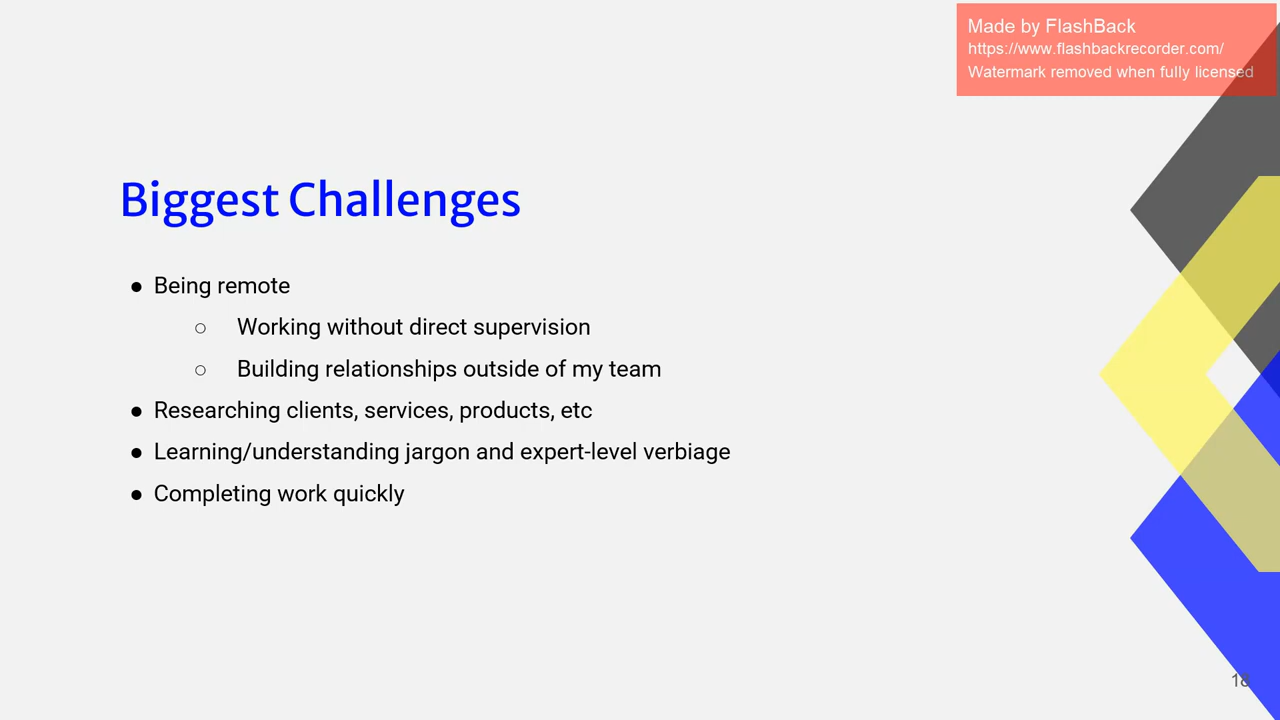 Made by FlashBack
https://www.flashbackrecorder.com/
Watermark removed when fully licensed
Biggest Challenges
● Being remote
○ Working without direct supervision
○ Building relationships outside of my team
● Researching clients, services, products, etc
● Learning/understanding jargon and expert-level verbiage
● Completing work quickly
18